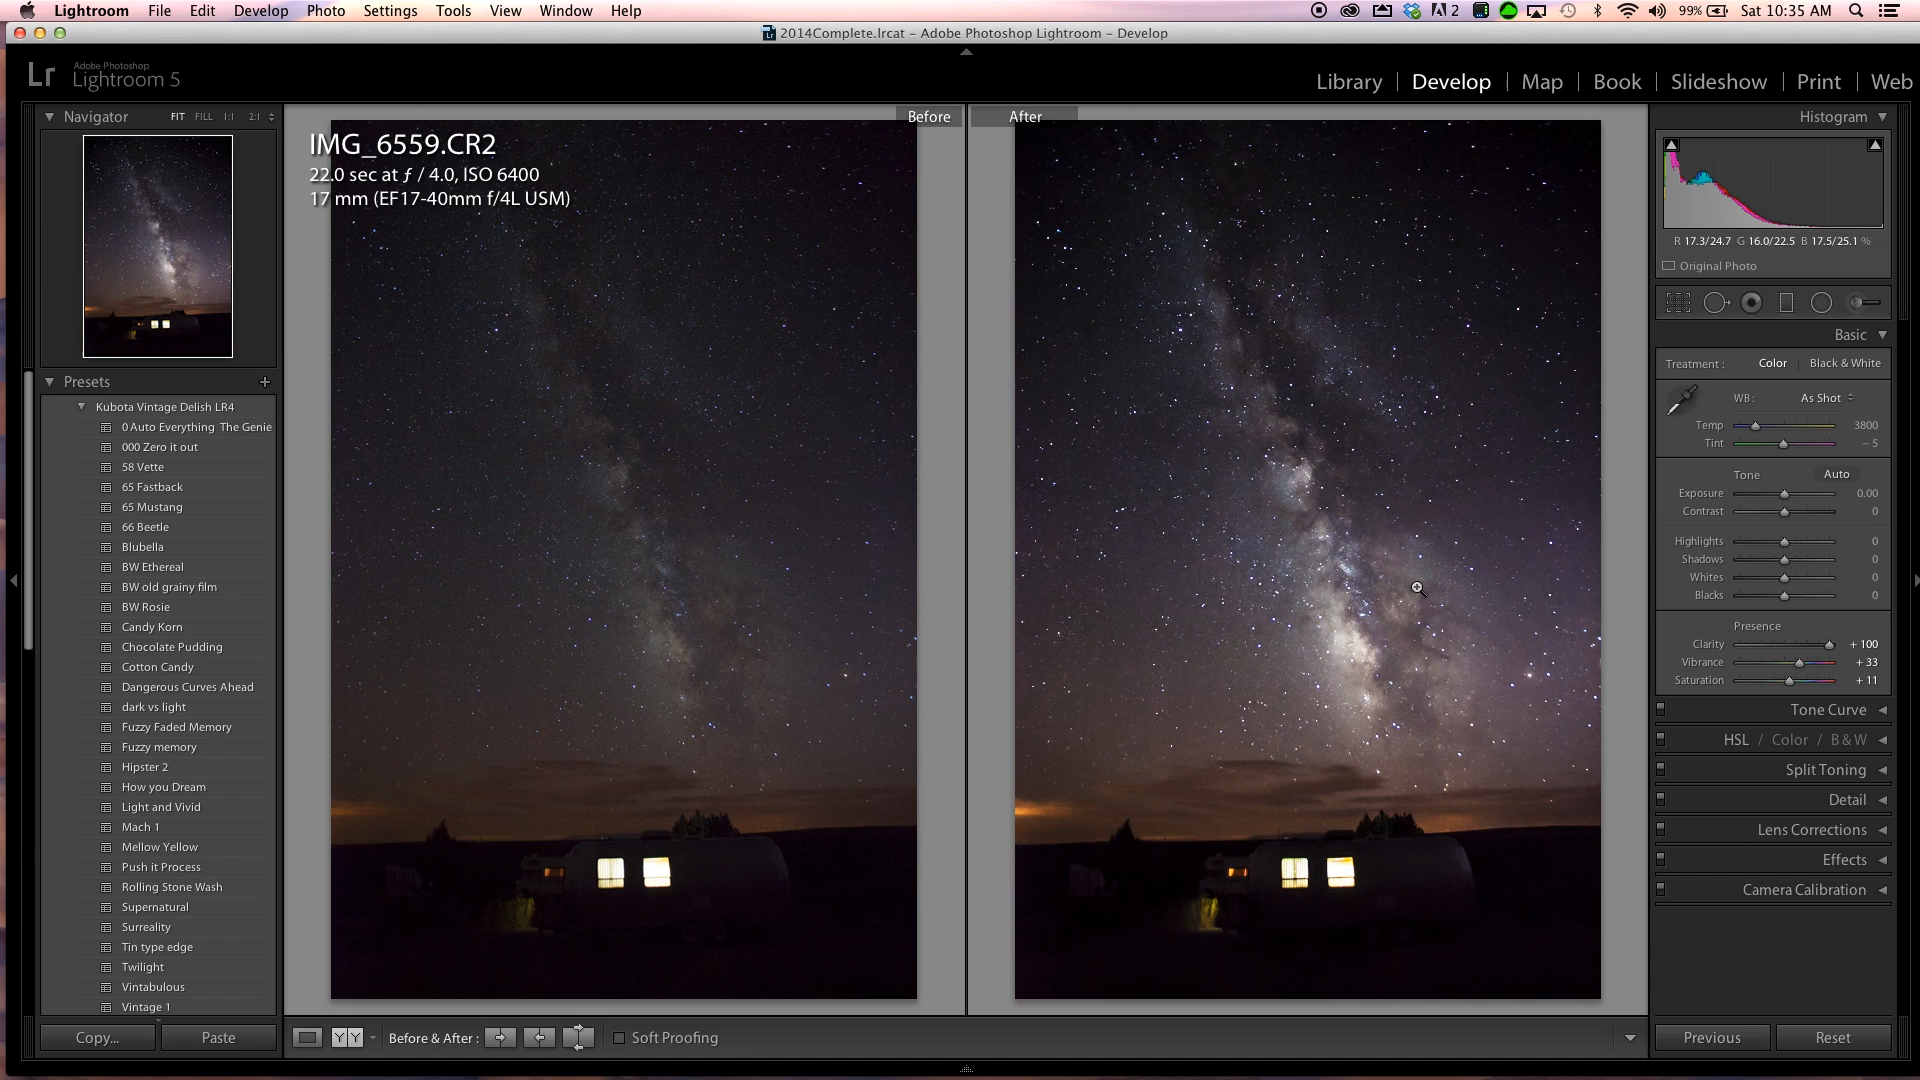 Lightroom File Edit Develop Photo Settings Tools View Window Help 2 99% Sat 10:35 AM
2014Complete.lrcat - Adobe Photoshop Lightroom - Develop
Lr Adobe Photoshop
Lightroom 5
Library | Develop | Map | Book | Slideshow | Print | Web
Navigator FIT FILL 1:1 2:1
Presets +
Kubota Vintage Delish LR4
0 Auto Everything The Genie
000 Zero it out
58 Vette
65 Fastback
65 Mustang
66 Beetle
Blubella
BW Ethereal
BW old grainy film
BW Rosie
Candy Korn
Chocolate Pudding
Cotton Candy
Dangerous Curves Ahead
dark vs light
Fuzzy Faded Memory
Fuzzy memory
Hipster 2
How you Dream
Light and Vivid
Mach 1
Mellow Yellow
Push it Process
Rolling Stone Wash
Supernatural
Surreality
Tin type edge
Twilight
Vintabulous
Vintage 1
Copy... Paste
Before After
IMG_6559.CR2
22.0 sec at ƒ / 4.0, ISO 6400
17 mm (EF17-40mm f/4L USM)
YY Before & After : Soft Proofing
Histogram
R 17.3/24.7 G 16.0/22.5 B 17.5/25.1 %
Original Photo
Basic
Treatment : Color | Black & White
WB : As Shot
Temp 3800
Tint - 5
Tone Auto
Exposure 0.00
Contrast 0
Highlights 0
Shadows 0
Whites 0
Blacks 0
Presence
Clarity + 100
Vibrance + 33
Saturation + 11
Tone Curve
HSL / Color / B & W
Split Toning
Detail
Lens Corrections
Effects
Camera Calibration
Previous Reset